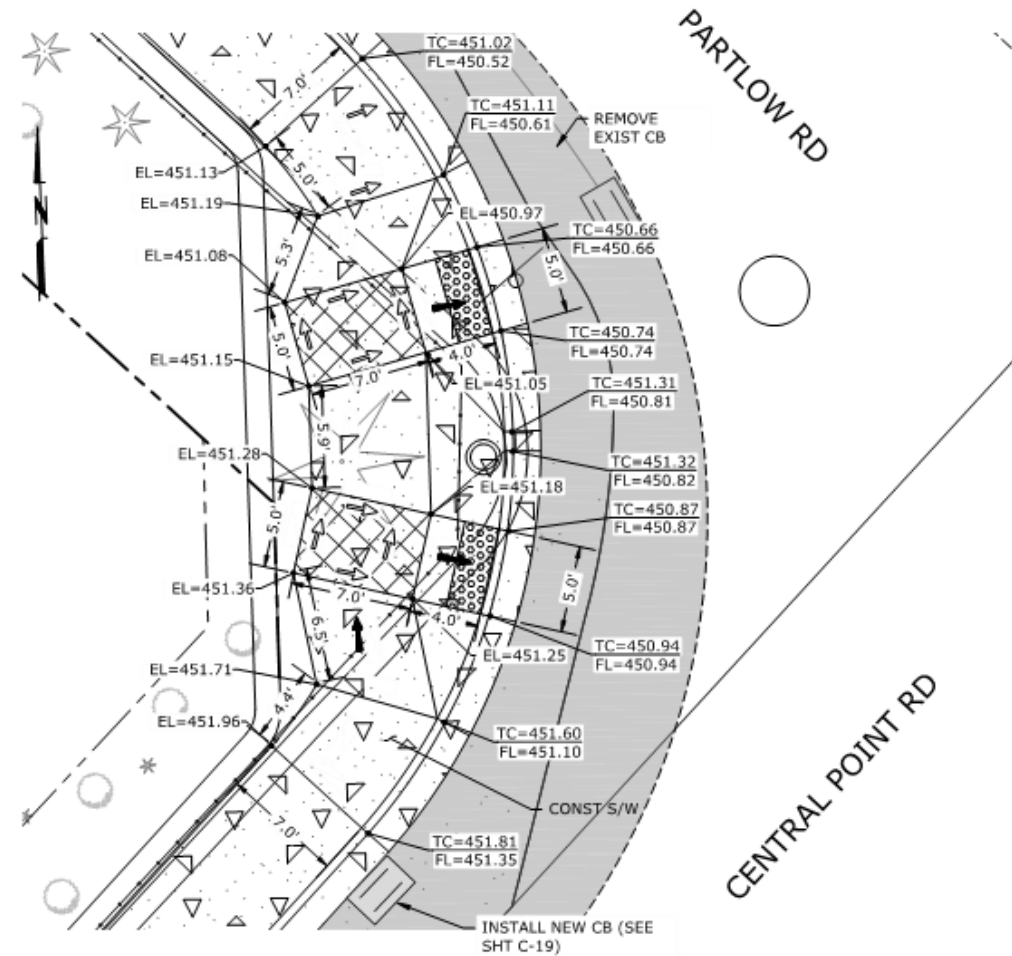 PARTLOW RD
TC=451.02
FL=450.52
7.0'
TC=451.11
FL=450.61
REMOVE
EXIST CB
EL=451.13
5.0'
EL=451.19
EL=450.97
TC=450.66
FL=450.66
N
EL=451.08
5.3'
5.0'
TC=450.74
FL=450.74
EL=451.15
5.0'
7.0'
4.0'
EL=451.05
TC=451.31
FL=450.81
5.9'
EL=451.28
TC=451.32
FL=450.82
EL=451.18
TC=450.87
FL=450.87
5.0'
5.0'
EL=451.36
7.0'
4.0'
6.5'
EL=451.25
TC=450.94
FL=450.94
EL=451.71
4.4'
EL=451.96
TC=451.60
FL=451.10
CENTRAL POINT RD
CONST S/W
7.0'
TC=451.81
FL=451.35
INSTALL NEW CB (SEE
SHT C-19)